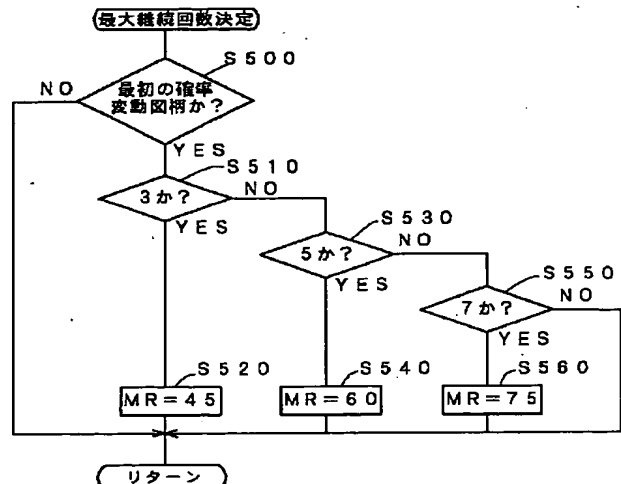 最大継続回数決定
S500
NO
最初の確率
変動図柄か?
YES
S510
3か?
NO
YES
S530
5か?
NO
YES
S550
7か?
NO
YES
S520
MR=45
S540
MR=60
S560
MR=75
リターン